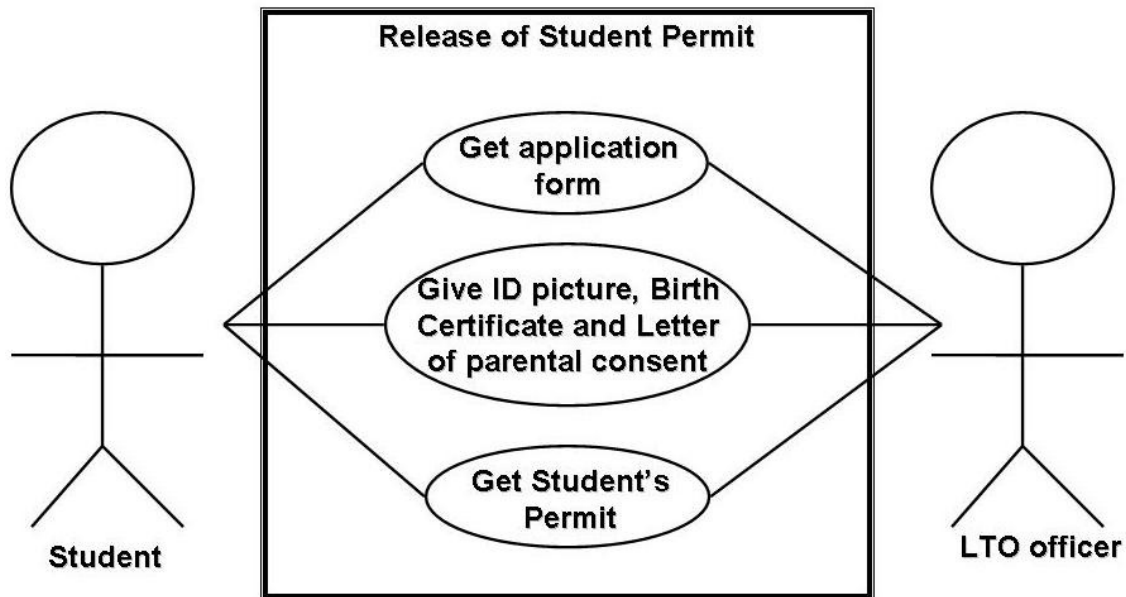 Release of Student Permit
Get application
form
Give ID picture, Birth
Certificate and Letter
of parental consent
Get Student’s
Permit
Student
LTO officer